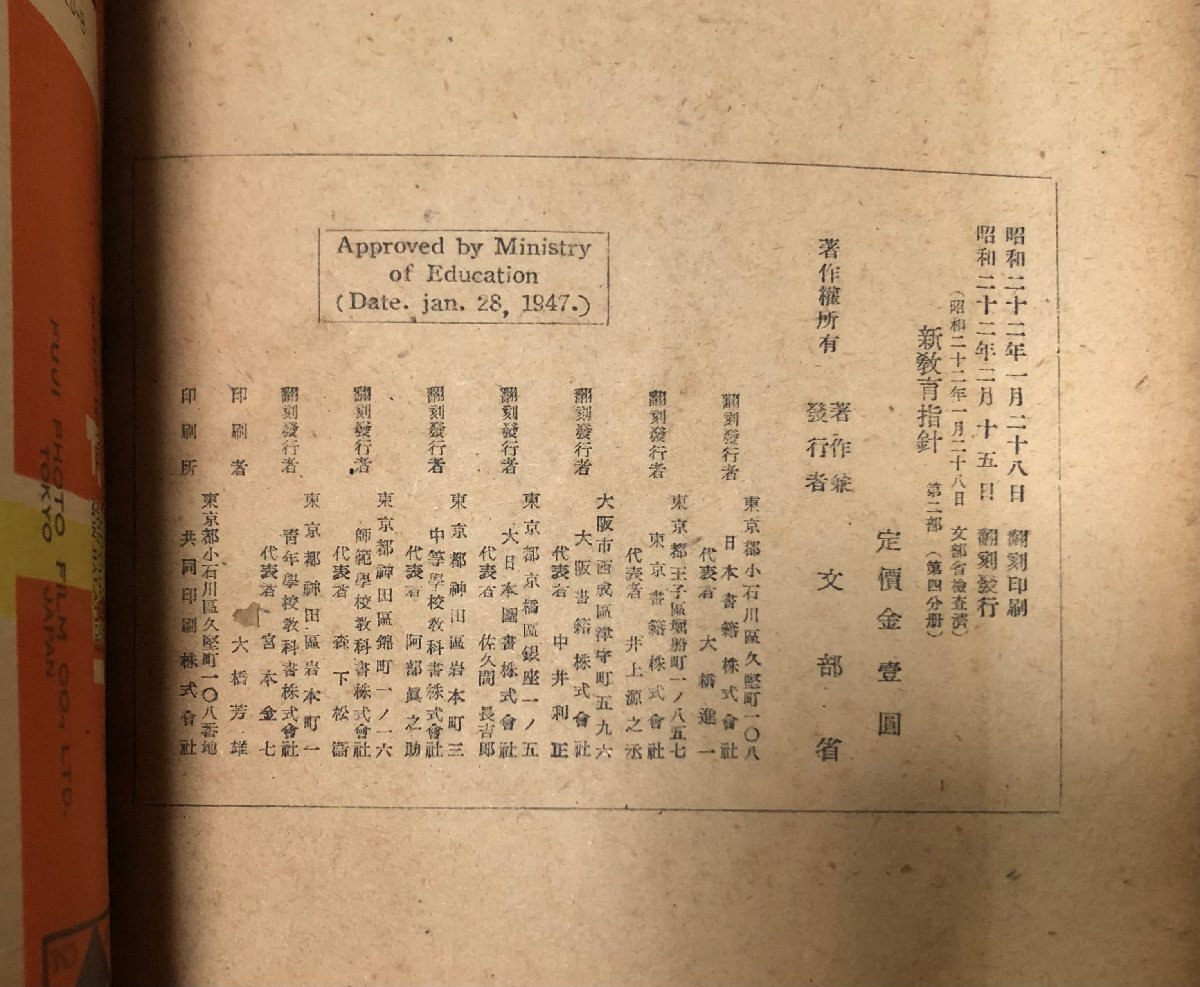 昭和二十二年一月二十八日 翻刻印刷
昭和二十二年二月十五日 翻刻發行
（昭和二十二年一月二十八日 文部省檢査濟）
新敎育指針 第二部（第四分册）
定價金壹圓
著作權所有
著作兼
發行者
文部省
東京都小石川區久堅町一〇八
翻刻發行者 日本書籍株式會社
代表者 大橋進一
東京都王子區堀船町一ノ八五七
翻刻發行者 東京書籍株式會社
代表者 井上源之丞
大阪市西成區津守町五九六
翻刻發行者 大阪書籍株式會社
代表者 中井利正
東京都京橋區銀座一ノ五
翻刻發行者 大日本圖書株式會社
代表者 佐久間長吉郎
東京都神田區岩本町三
翻刻發行者 中等學校敎科書株式會社
代表者 阿部眞之助
東京都神田區錦町一ノ一六
翻刻發行者 師範學校敎科書株式會社
代表者 森下松衞
東京都神田區岩本町一
翻刻發行者 靑年學校敎科書株式會社
代表者 宮本金七
印刷者 大橋芳雄
東京都小石川區久堅町一〇八番地
印刷所 共同印刷株式會社
Approved by Ministry
of Education
(Date. jan. 28, 1947.)
FUJI PHOTO FILM CO., LTD.
TOKYO JAPAN